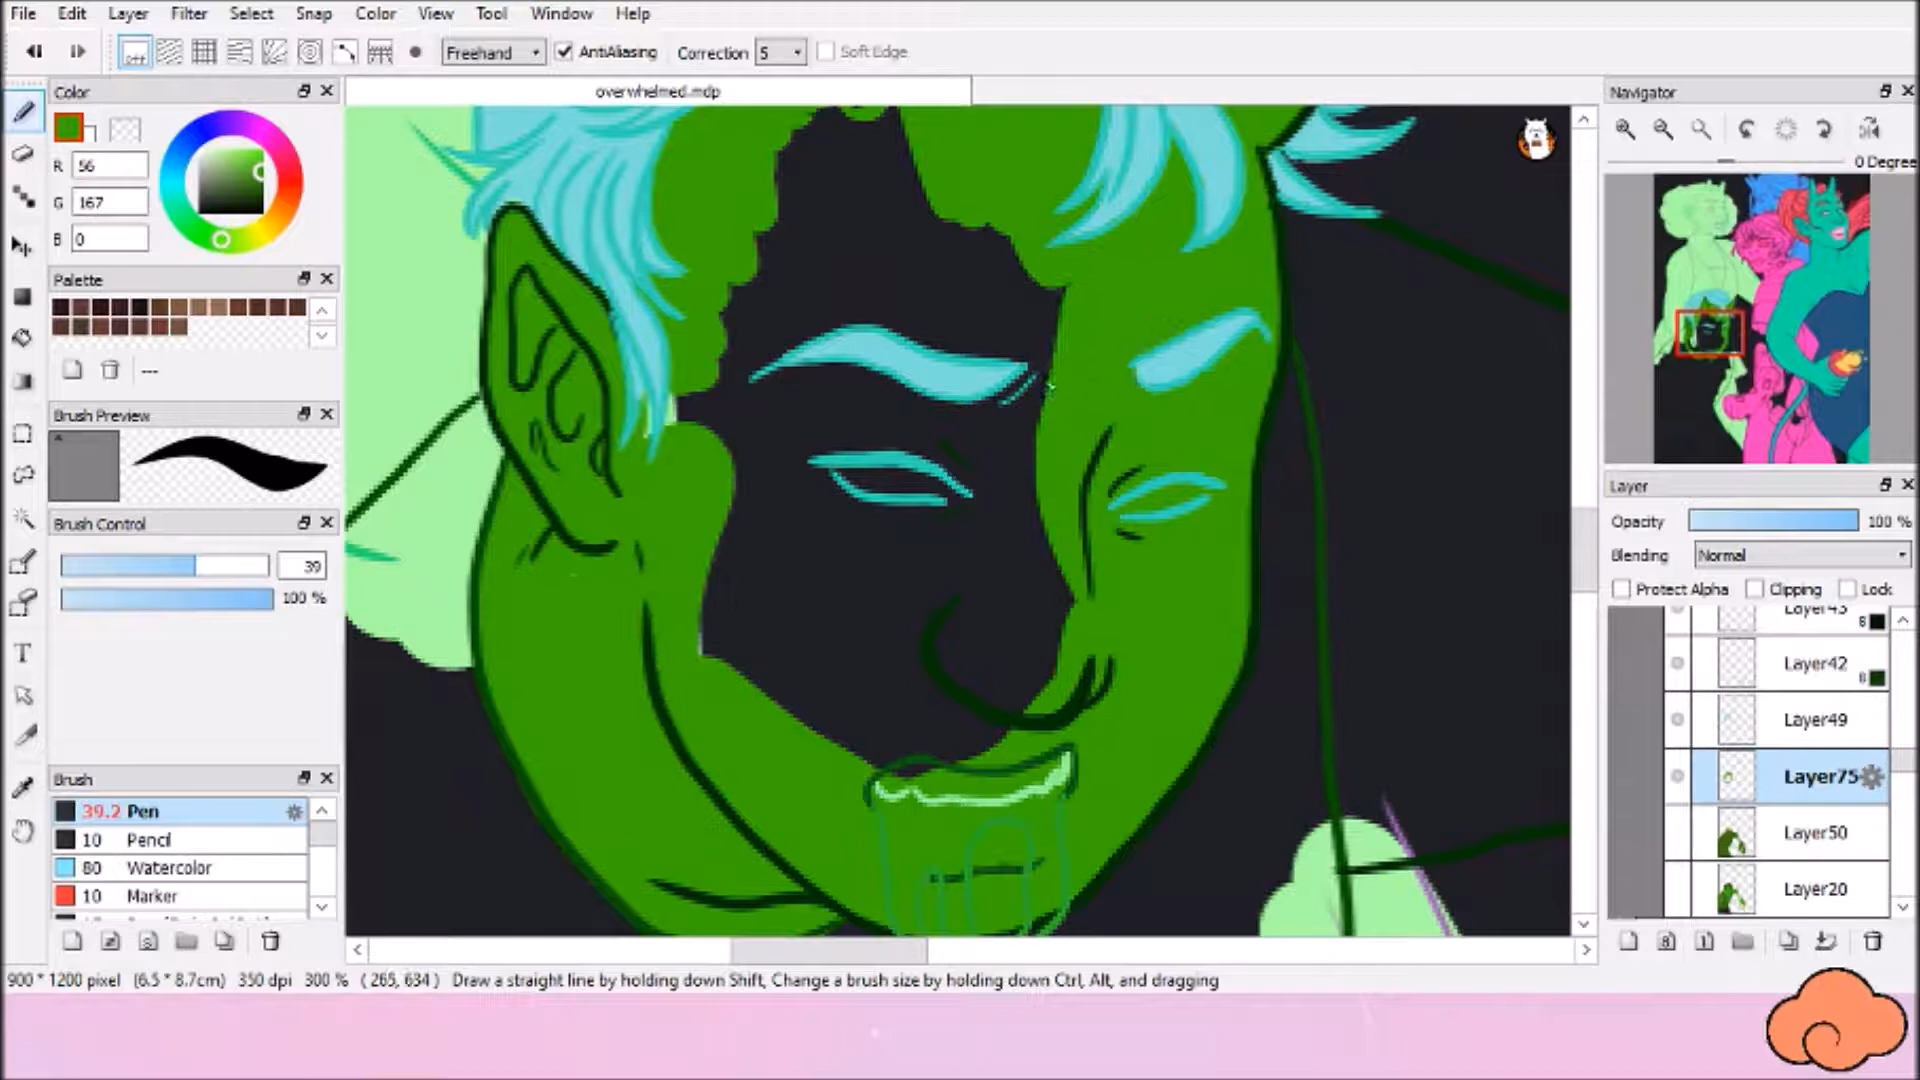 File Edit Layer Filter Select Snap Color View Tool Window Help
off Freehand AntiAliasing Correction 5 Soft Edge
Color
overwhelmed.mdp
Navigator
R 56
G 167
B 0
0 Degree
Palette
---
Brush Preview
Brush Control
39
100 %
Layer
Opacity 100 %
Blending Normal
Protect Alpha Clipping Lock
Layer43
8
Layer42
8
Layer49
Layer75
Layer50
Layer20
Brush
39.2 Pen
10 Pencil
80 Watercolor
10 Marker
900 * 1200 pixel (6.5 * 8.7cm) 350 dpi 300 % ( 265, 634 ) Draw a straight line by holding down Shift, Change a brush size by holding down Ctrl, Alt, and dragging